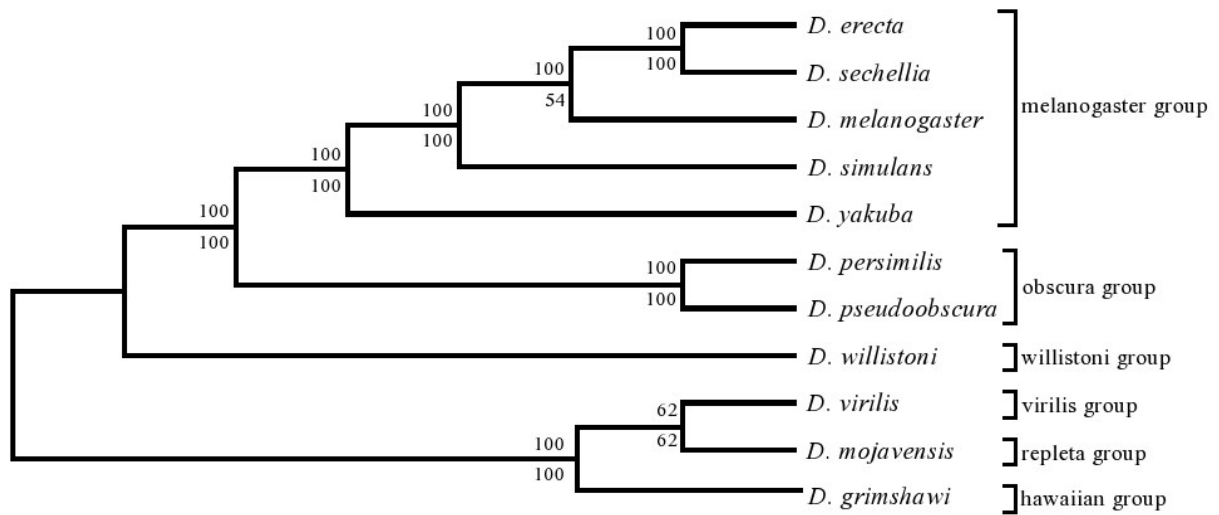 100
D. erecta
100
100
D. sechellia
54
melanogaster group
100
D. melanogaster
100
100
D. simulans
100
100
D. yakuba
100
100
D. persimilis
100
obscura group
D. pseudoobscura
D. willistoni
willistoni group
62
D. virilis
virilis group
62
100
D. mojavensis
repleta group
100
D. grimshawi
hawaiian group